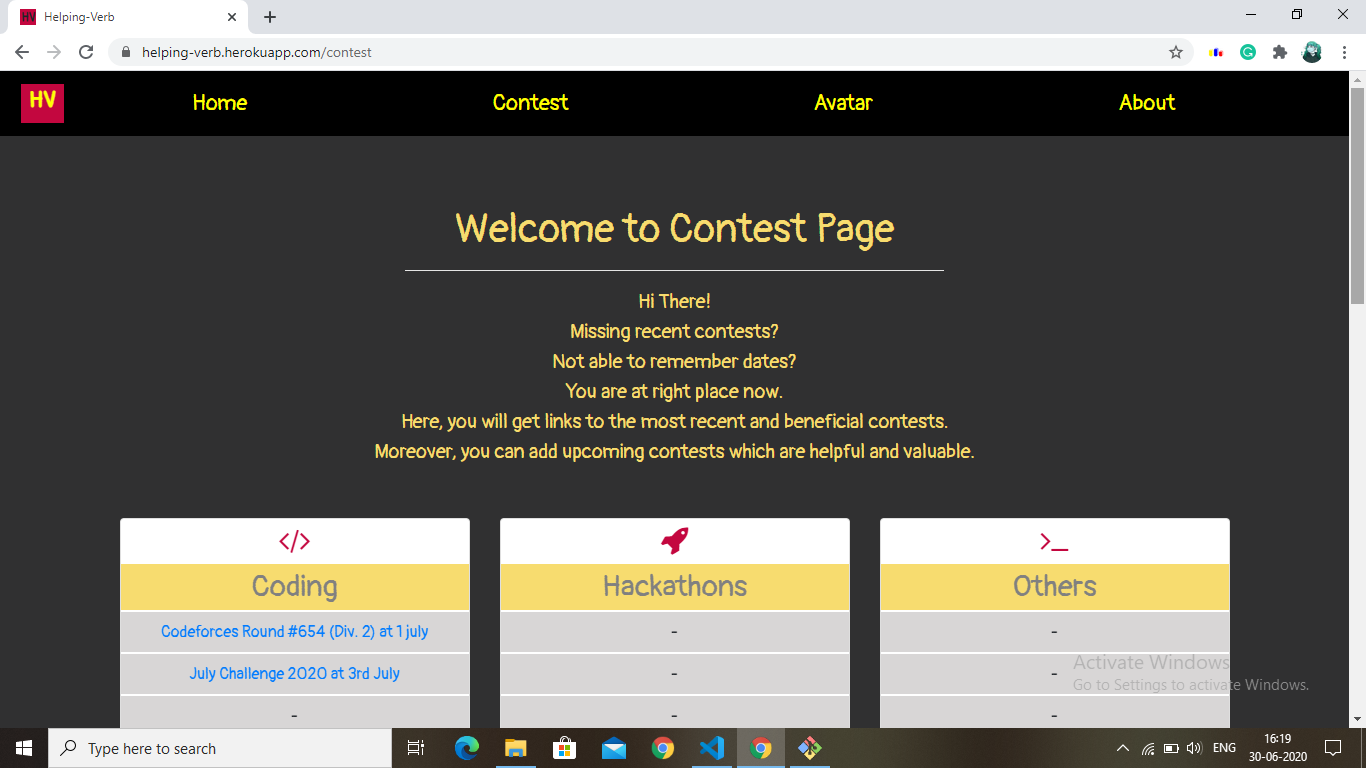 HV Helping-Verb
helping-verb.herokuapp.com/contest
HV Home Contest Avatar About
Welcome to Contest Page
Hi There!
Missing recent contests?
Not able to remember dates?
You are at right place now.
Here, you will get links to the most recent and beneficial contests.
Moreover, you can add upcoming contests which are helpful and valuable.
</> >_
Coding Hackathons Others
Codeforces Round #654 (Div. 2) at 1 july - -
July Challenge 2020 at 3rd July - -
- - -
Activate Windows
Go to Settings to activate Windows.
Type here to search
ENG
16:19
30-06-2020